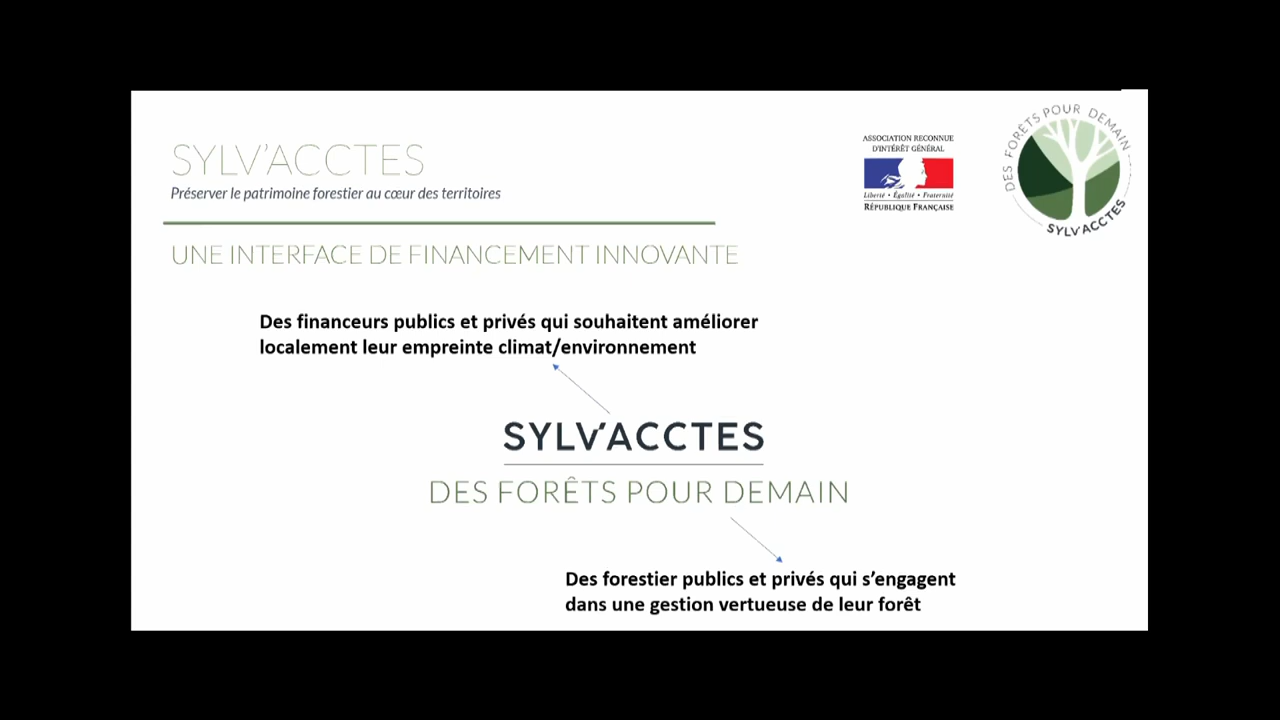 SYLV'ACCTES
Préserver le patrimoine forestier au cœur des territoires
UNE INTERFACE DE FINANCEMENT INNOVANTE
ASSOCIATION RECONNUE
D'INTÉRÊT GÉNÉRAL
Liberté • Égalité • Fraternité
RÉPUBLIQUE FRANÇAISE
DES FORÊTS POUR DEMAIN
SYLV'ACCTES
Des financeurs publics et privés qui souhaitent améliorer
localement leur empreinte climat/environnement
SYLV'ACCTES
DES FORÊTS POUR DEMAIN
Des forestier publics et privés qui s’engagent
dans une gestion vertueuse de leur forêt